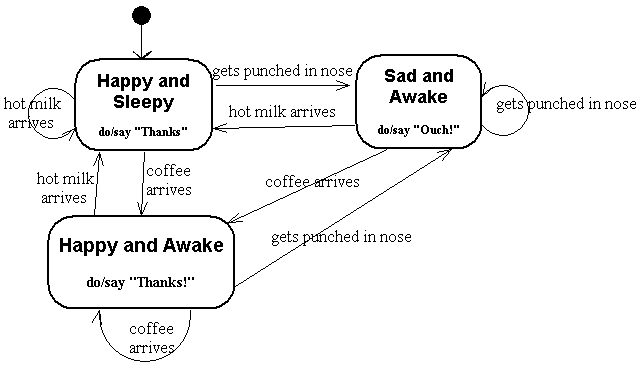 Happy and
Sleepy
do/say "Thanks"
gets punched in nose
Sad and
Awake
do/say "Ouch!"
hot milk
arrives
hot milk arrives
gets punched in nose
hot milk
arrives
coffee
arrives
coffee arrives
Happy and Awake
do/say "Thanks!"
gets punched in nose
coffee
arrives